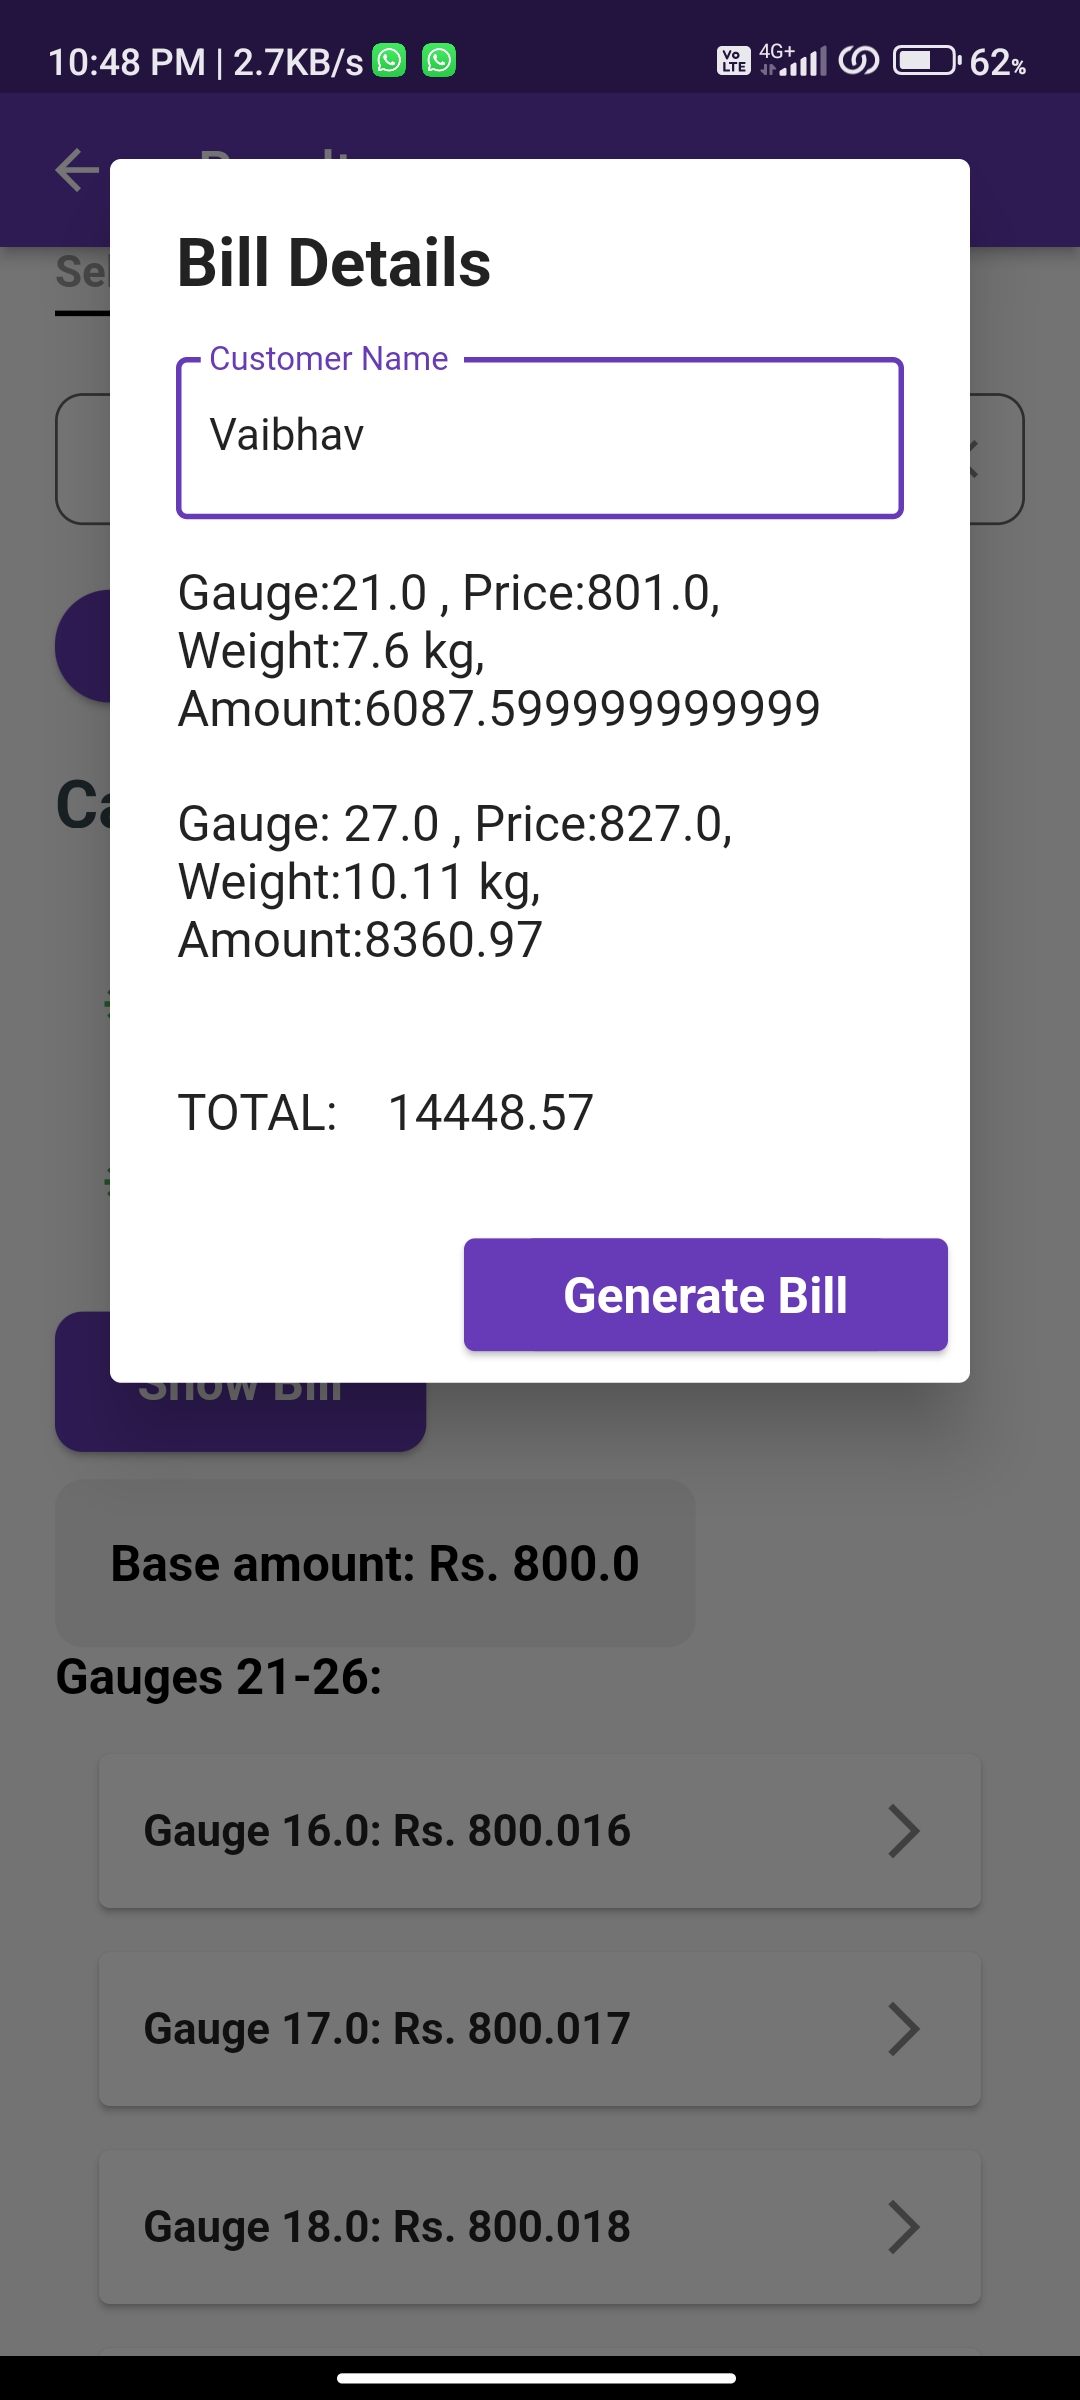 10:48 PM | 2.7KB/s
Vo LTE 4G+ 62%
Bill Details
Customer Name
Vaibhav
Gauge:21.0 , Price:801.0,
Weight:7.6 kg,
Amount:6087.599999999999
Gauge: 27.0 , Price:827.0,
Weight:10.11 kg,
Amount:8360.97
TOTAL: 14448.57
Generate Bill
Show Bill
Base amount: Rs. 800.0
Gauges 21-26:
Gauge 16.0: Rs. 800.016
Gauge 17.0: Rs. 800.017
Gauge 18.0: Rs. 800.018